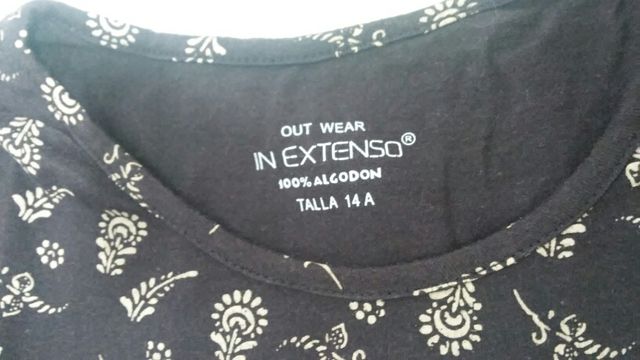 OUT WEAR
IN EXTENSO®
100% ALGODON
TALLA 14 A